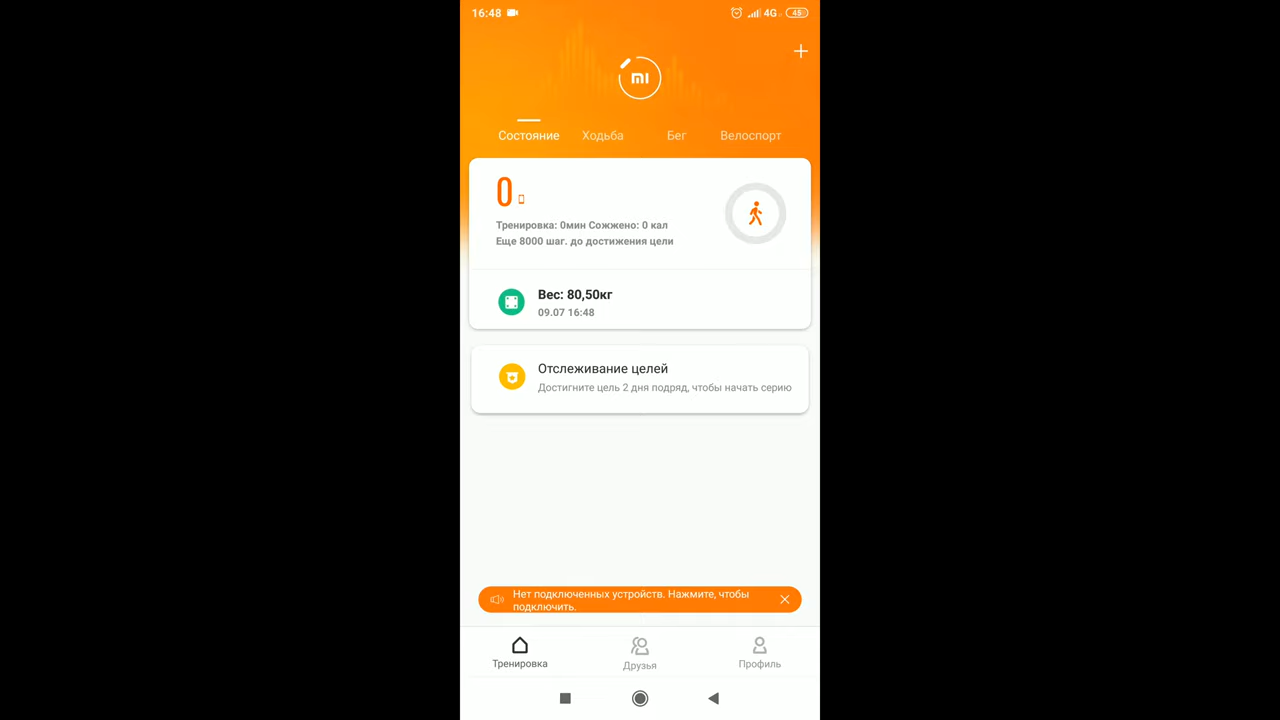 16:48
4G 45
mi
Состояние Ходьба Бег Велоспорт
0
Тренировка: 0мин Сожжено: 0 кал
Еще 8000 шаг. до достижения цели
Вес: 80,50кг
09.07 16:48
Отслеживание целей
Достигните цель 2 дня подряд, чтобы начать серию
Нет подключенных устройств. Нажмите, чтобы
подключить.
Тренировка Друзья Профиль